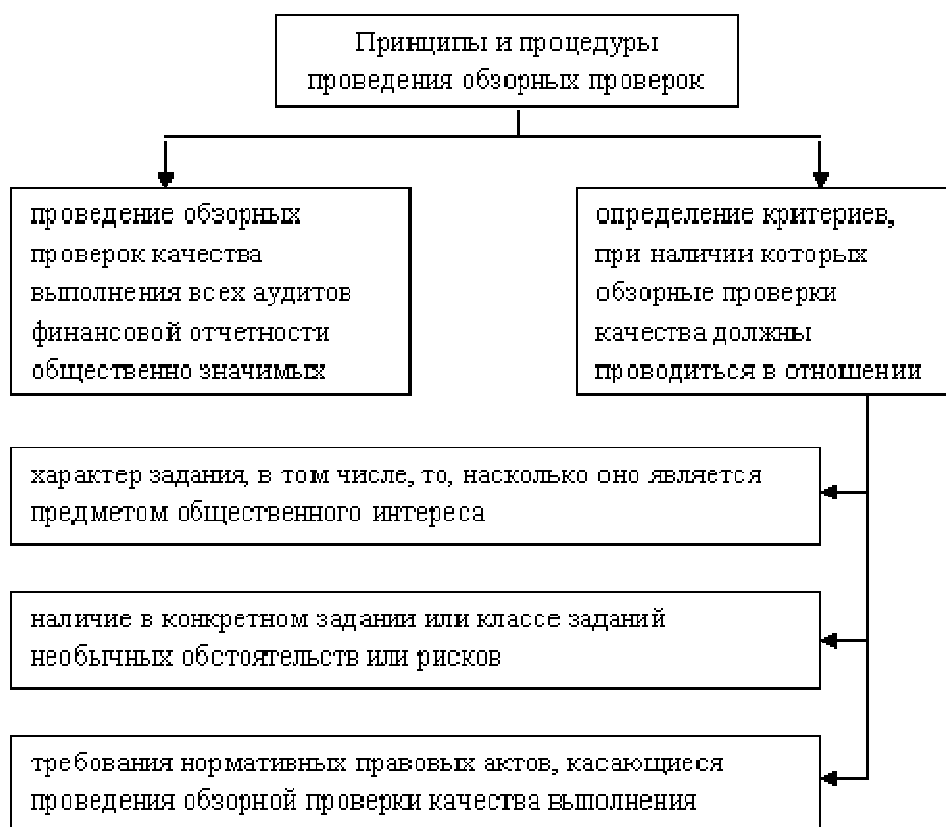 Принципы и процедуры
проведения обзорных проверок
проведение обзорных
проверок качества
выполнения всех аудитов
финансовой отчетности
общественно значимых
определение критериев,
при наличии которых
обзорные проверки
качества должны
проводиться в отношении
характер задания, в том числе, то, насколько оно является
предметом общественного интереса
наличие в конкретном задании или классе заданий
необычных обстоятельств или рисков
требования нормативных правовых актов, касающиеся
проведения обзорной проверки качества выполнения